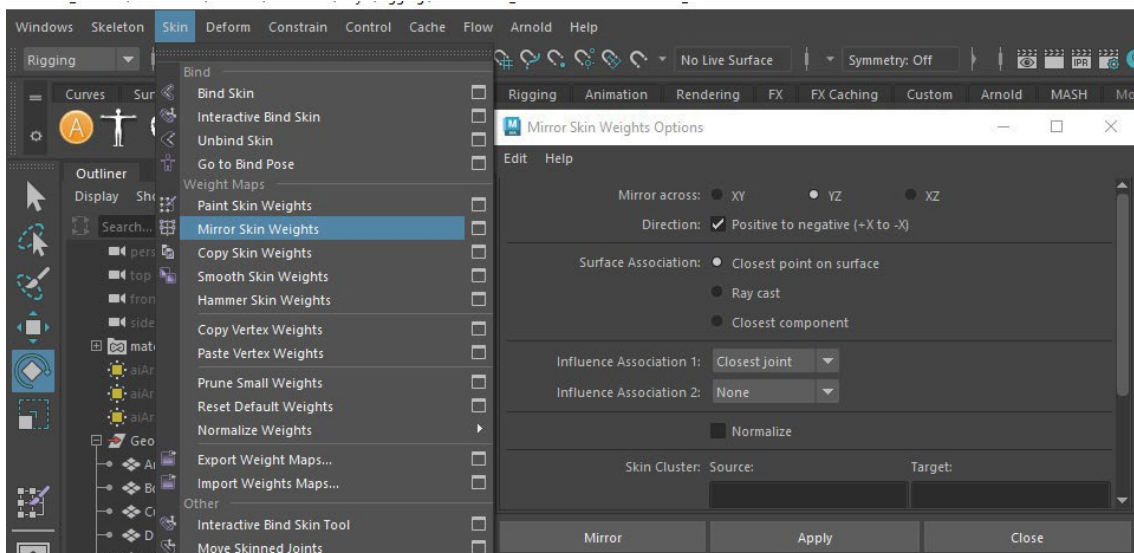 Windows Skeleton Skin Deform Constrain Control Cache Flow Arnold Help
Rigging
No Live Surface
Symmetry: Off
IPR
Curves
Rigging Animation Rendering FX FX Caching Custom Arnold MASH
Outliner
Display
Search...
Bind
Bind Skin
Interactive Bind Skin
Unbind Skin
Go to Bind Pose
Weight Maps
Paint Skin Weights
Mirror Skin Weights
Copy Skin Weights
Smooth Skin Weights
Hammer Skin Weights
Copy Vertex Weights
Paste Vertex Weights
Prune Small Weights
Reset Default Weights
Normalize Weights
Export Weight Maps...
Import Weights Maps...
Other
Interactive Bind Skin Tool
Move Skinned Joints
Mirror Skin Weights Options
Edit Help
Mirror across: XY YZ XZ
Direction: Positive to negative (+X to -X)
Surface Association: Closest point on surface
Ray cast
Closest component
Influence Association 1: Closest joint
Influence Association 2: None
Normalize
Skin Cluster: Source: Target:
Mirror Apply Close